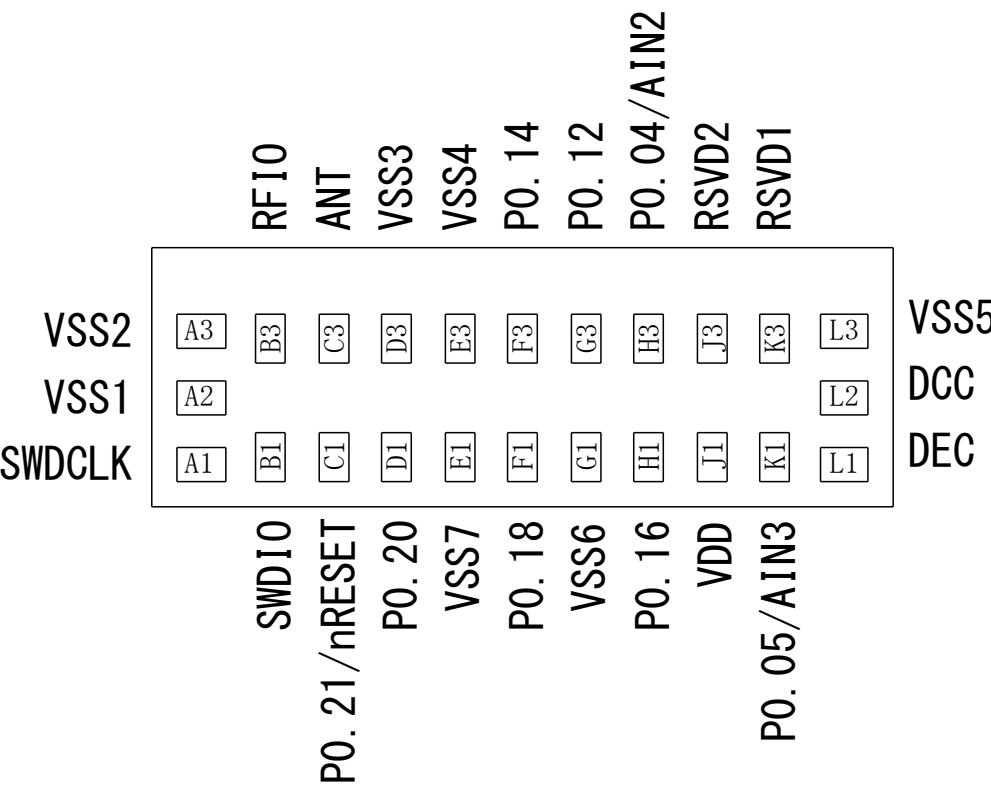 RFIO
ANT
VSS3
VSS4
P0.14
P0.12
P0.04/AIN2
RSVD2
RSVD1
VSS2
A3
B3
C3
D3
E3
F3
G3
H3
J3
K3
L3
VSS5
VSS1
A2
L2
DCC
SWDCLK
A1
B1
C1
D1
E1
F1
G1
H1
J1
K1
L1
DEC
SWDIO
P0.21/nRESET
P0.20
VSS7
P0.18
VSS6
P0.16
VDD
P0.05/AIN3